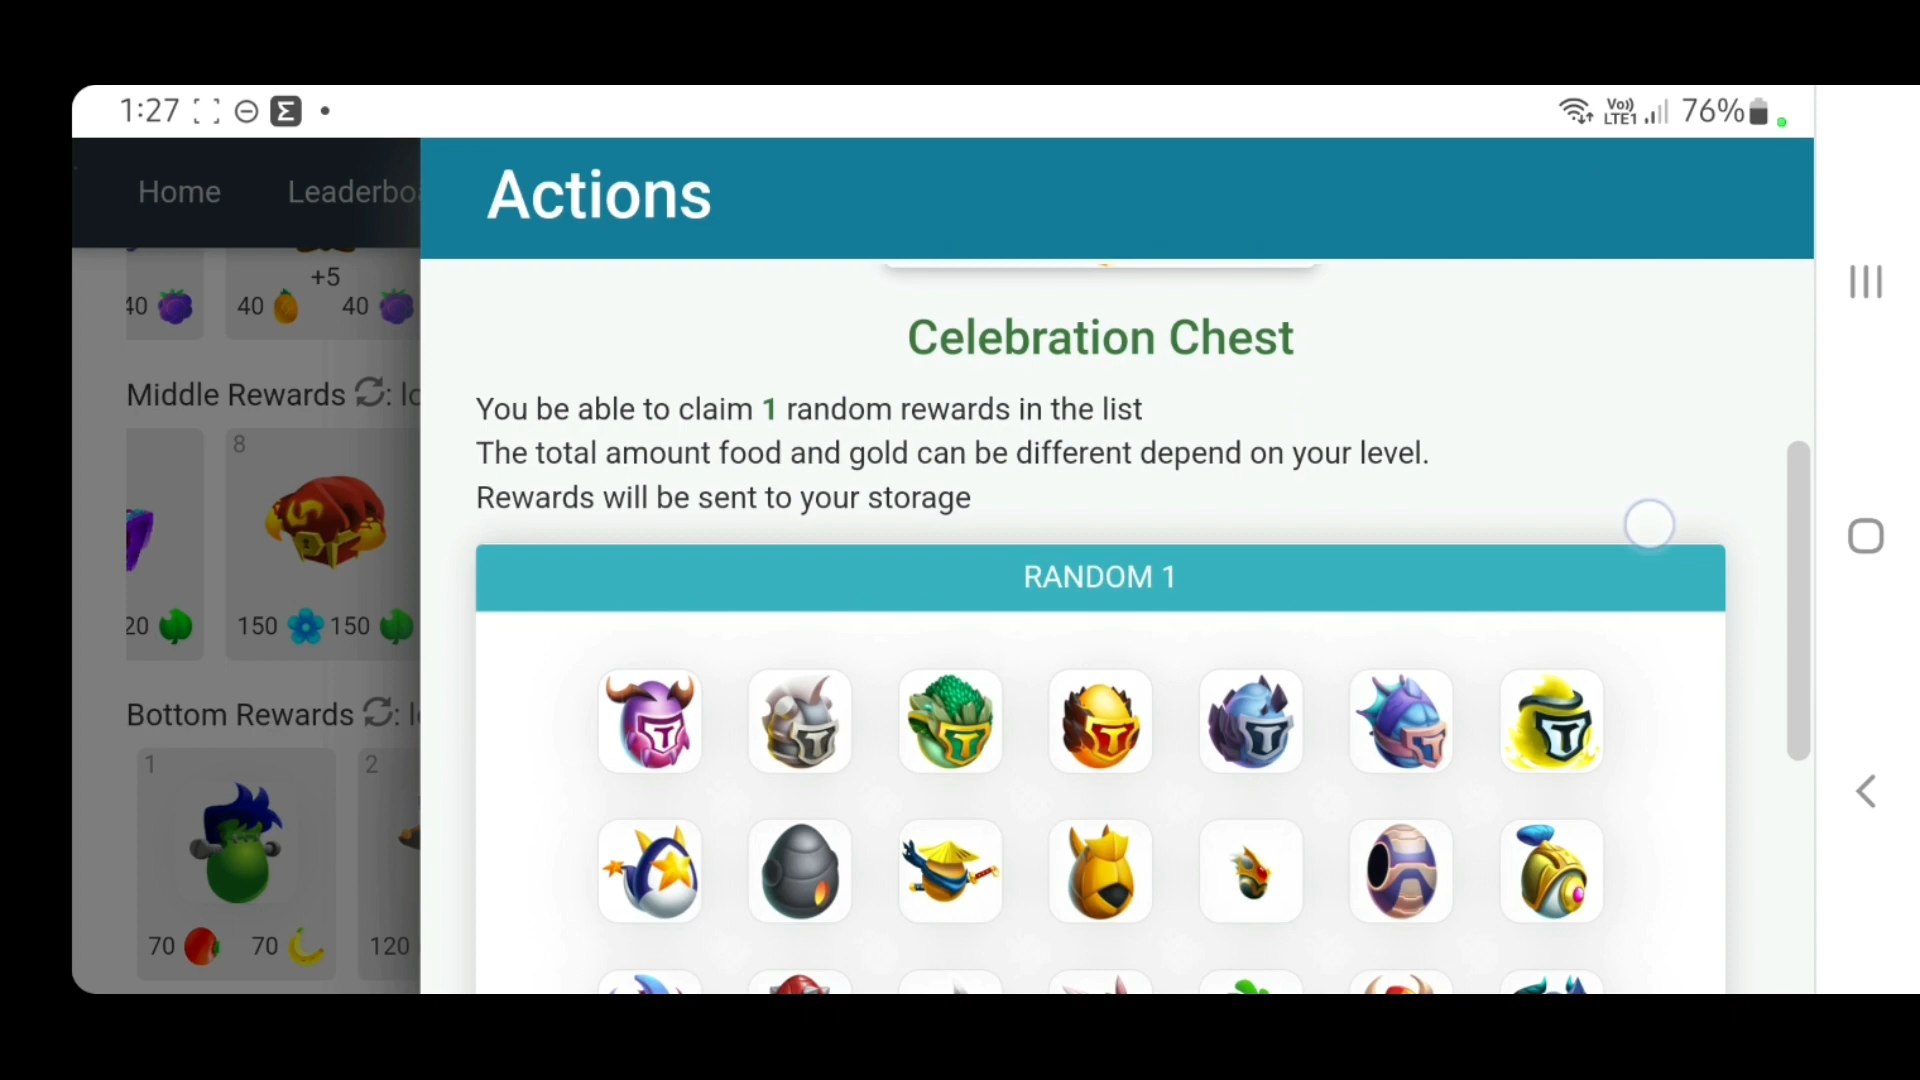 1:27
Vo))
LTE1
76%
Home
Leaderbo
Actions
+5
40
40
40
Celebration Chest
You be able to claim 1 random rewards in the list
The total amount food and gold can be different depend on your level.
Rewards will be sent to your storage
Middle Rewards : lo
8
20
150
150
RANDOM 1
T
T
T
T
T
T
T
Bottom Rewards : l
1
2
70
70
120